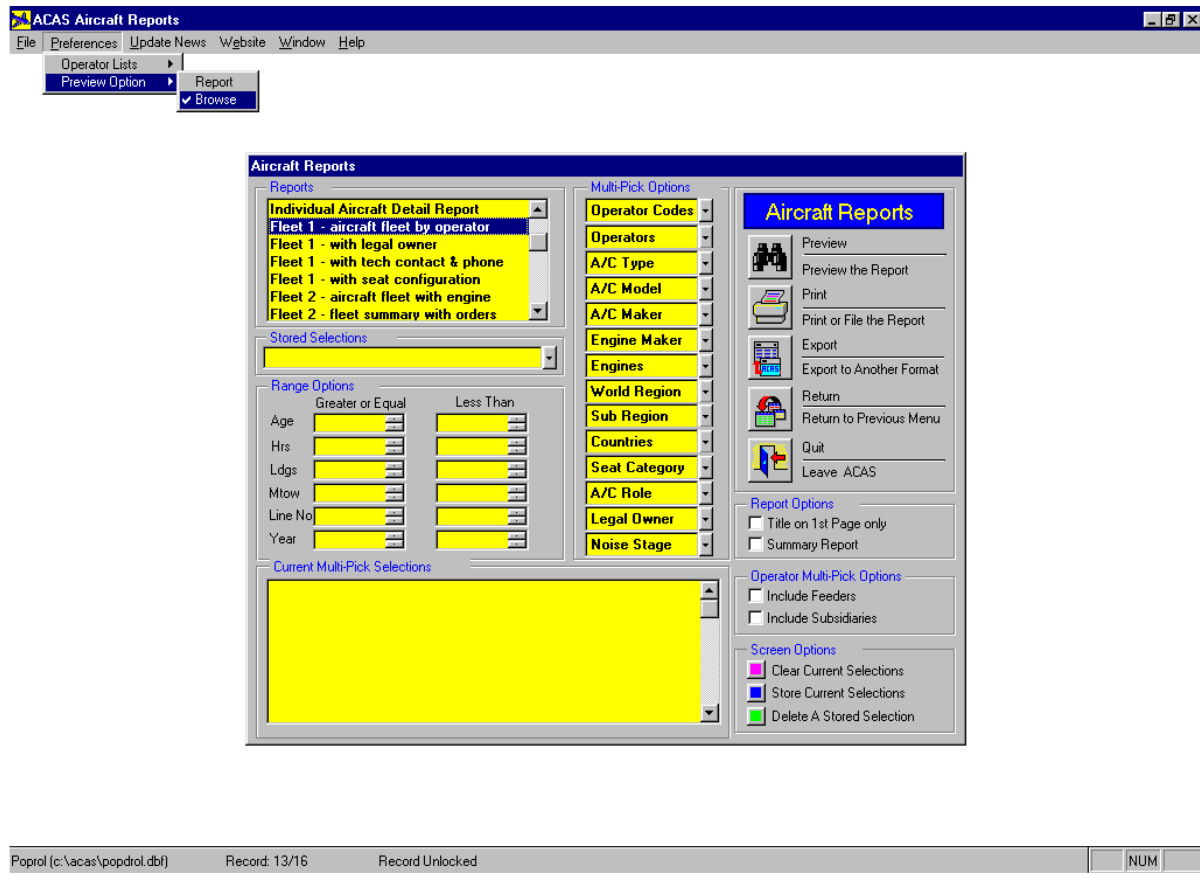 ACAS Aircraft Reports
File Preferences Update News Website Window Help
Operator Lists
Preview Option
Report
Browse
Aircraft Reports
Reports
Individual Aircraft Detail Report
Fleet 1 - aircraft fleet by operator
Fleet 1 - with legal owner
Fleet 1 - with tech contact & phone
Fleet 1 - with seat configuration
Fleet 2 - aircraft fleet with engine
Fleet 2 - fleet summary with orders
Stored Selections
Range Options
Greater or Equal Less Than
Age
Hrs
Ldgs
Mtow
Line No
Year
Multi-Pick Options
Operator Codes
Operators
A/C Type
A/C Model
A/C Maker
Engine Maker
Engines
World Region
Sub Region
Countries
Seat Category
A/C Role
Legal Owner
Noise Stage
Current Multi-Pick Selections
Aircraft Reports
Preview
Preview the Report
Print
Print or File the Report
Export
Export to Another Format
ACAS
Return
Return to Previous Menu
Quit
Leave ACAS
Report Options
Title on 1st Page only
Summary Report
Operator Multi-Pick Options
Include Feeders
Include Subsidiaries
Screen Options
Clear Current Selections
Store Current Selections
Delete A Stored Selection
Poprol (c:\acas\popdrol.dbf) Record: 13/16 Record Unlocked NUM